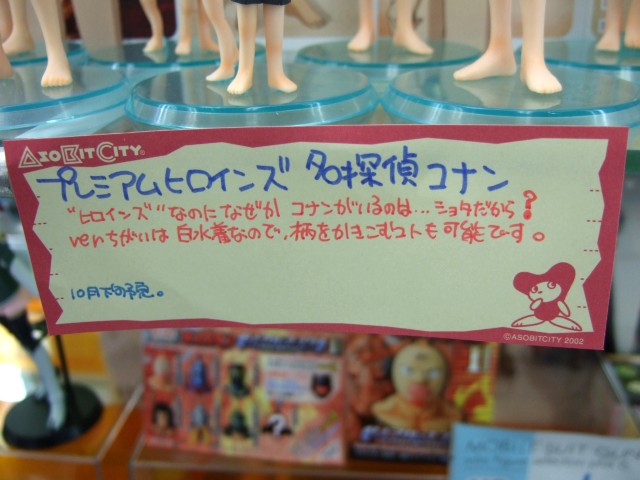 ASOBITCITY®
プレミアムヒロインズ 名探偵コナン
"ヒロインズ"なのになぜか コナンがいるのは…ショタだから?
verちがいは 白水着なので、柄をかきこむコトも可能です。
10月下旬予定。
©ASOBITCITY 2002
?